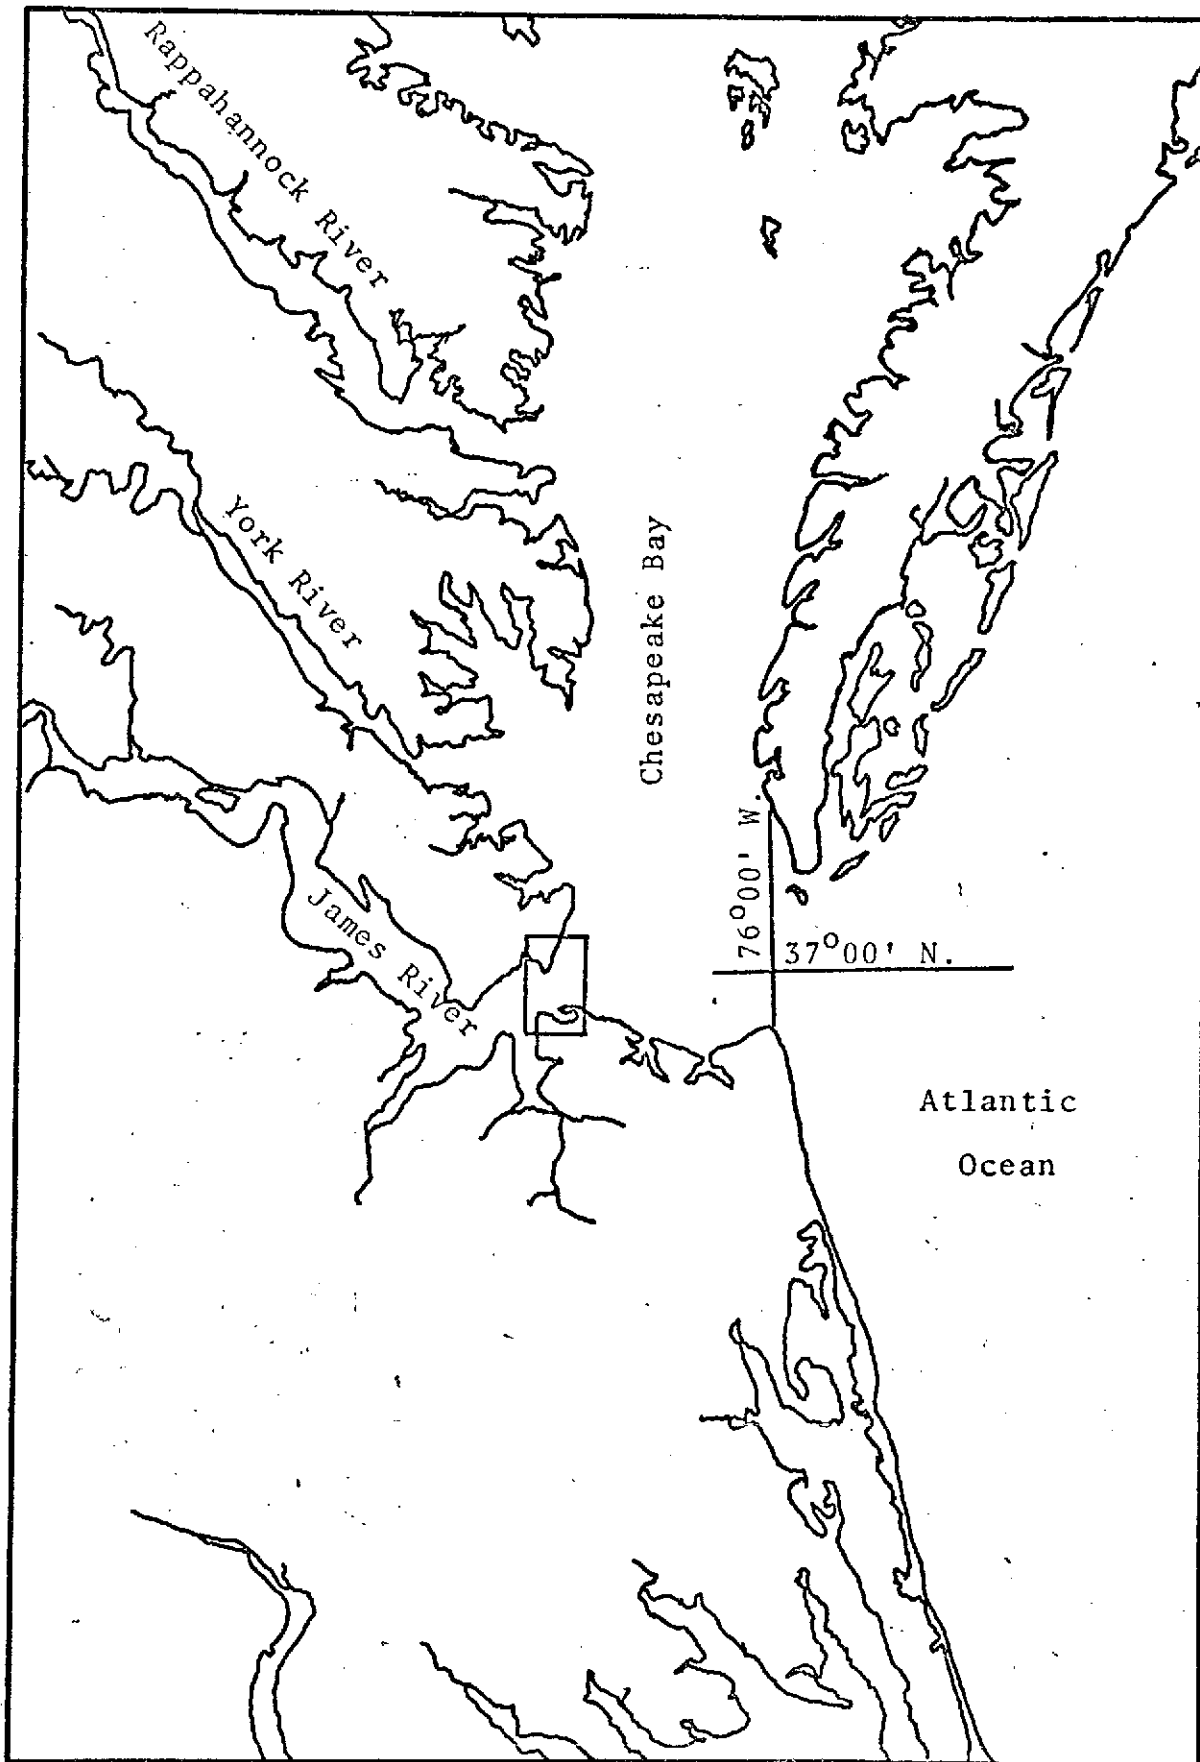 Rappahannock River
York River
Chesapeake Bay
James River
76°00' W.
37°00' N.
Atlantic
Ocean